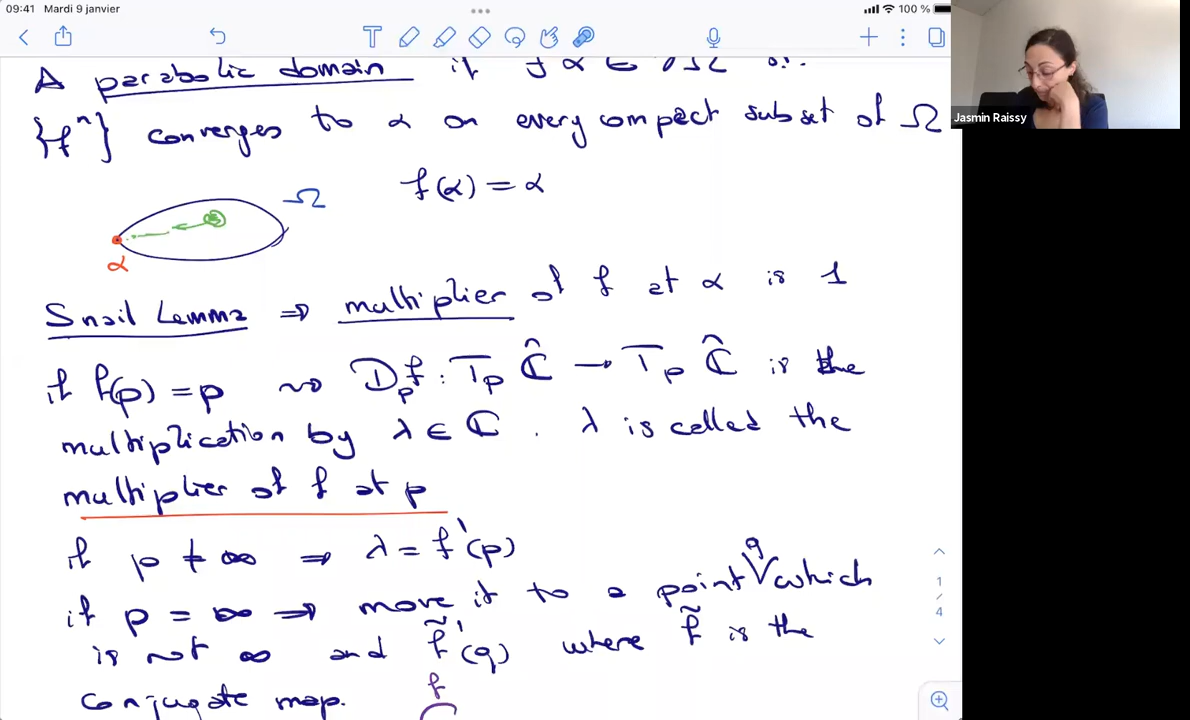 09:41 Mardi 9 janvier
100 %
Jasmin Raissy
A parabolic domain if ∃ α ∈ ∂Ω s.t.
{fⁿ} converges to α on every compact subset of Ω
f(α) = α
Ω
α
Snail Lemma ⇒ multiplier of f at α is 1
if f(p) = p ⇝ D_p f : T_p Ĉ → T_p Ĉ is the
multiplication by λ ∈ ℂ . λ is called the
multiplier of f at p
if p ≠ ∞ ⇒ λ = f'(p)
if p = ∞ ⇒ move it to a point q which
is not ∞ and f̃'(q) where f̃ is the
conjugate map.
f
1
/
4